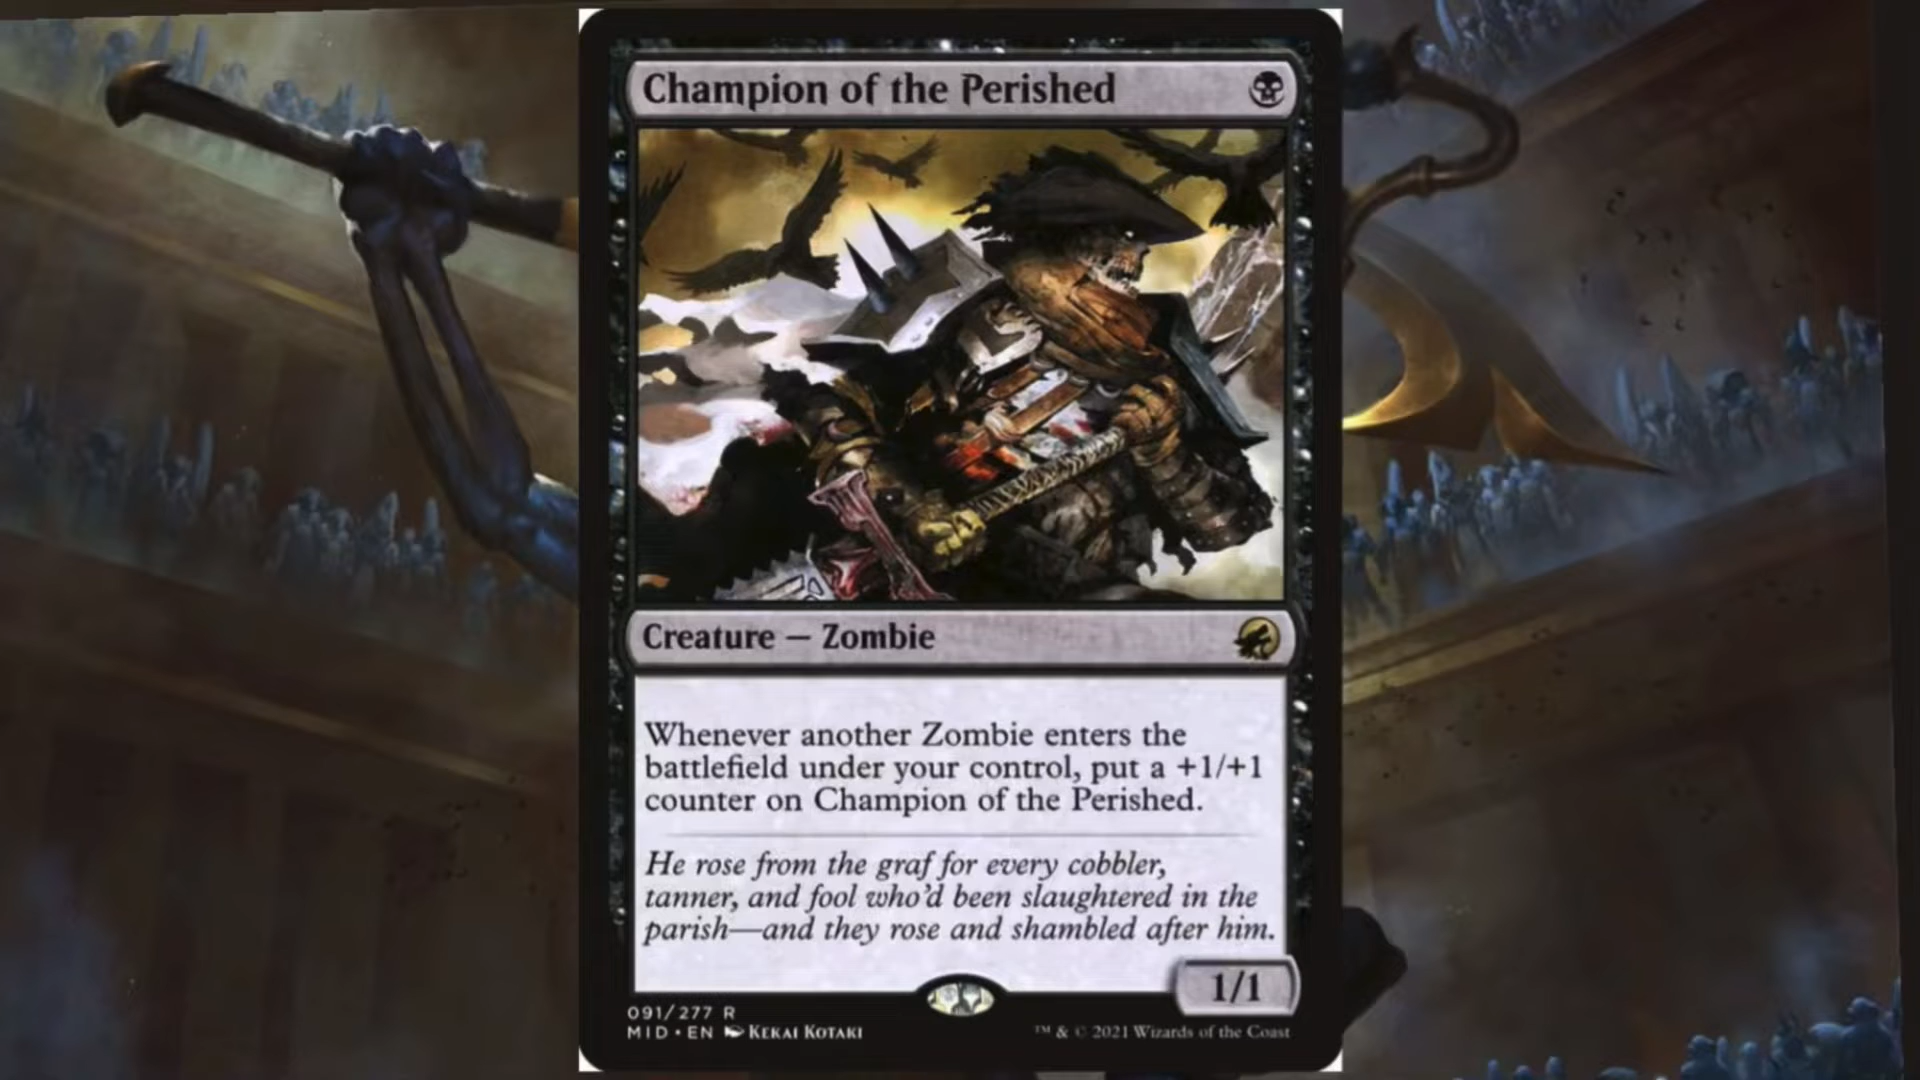 Champion of the Perished
Creature — Zombie
Whenever another Zombie enters the
battlefield under your control, put a +1/+1
counter on Champion of the Perished.
He rose from the graf for every cobbler,
tanner, and fool who'd been slaughtered in the
parish—and they rose and shambled after him.
1/1
091/277 R
MID • EN KEKAI KOTAKI
™ & © 2021 Wizards of the Coast